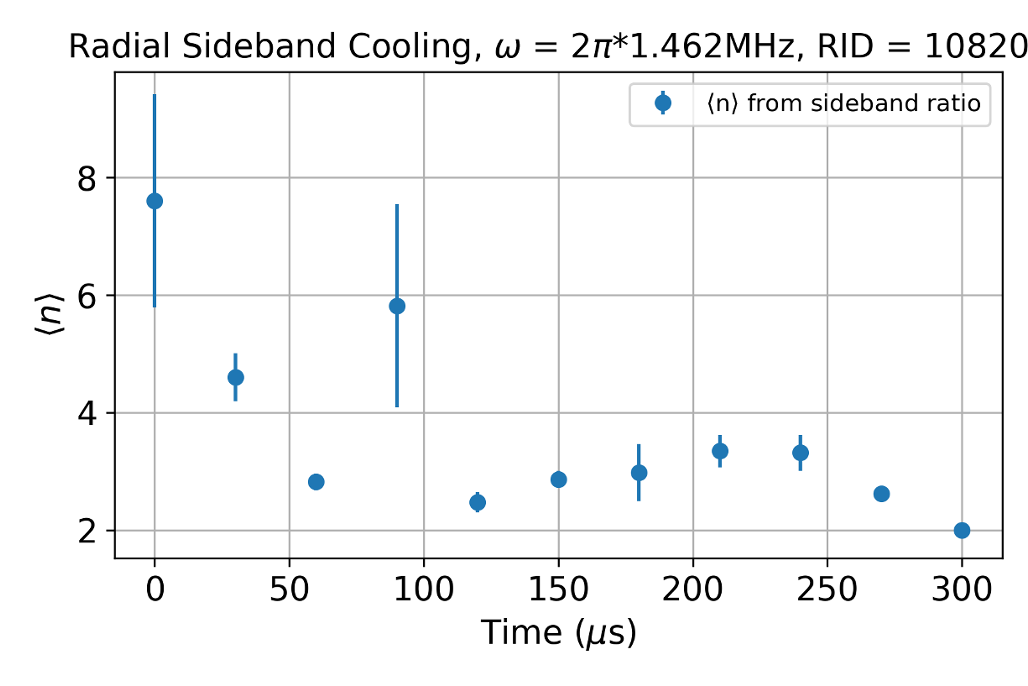 Radial Sideband Cooling, ω = 2π*1.462MHz, RID = 10820
⟨n⟩ from sideband ratio
8
6
4
2
⟨n⟩
0 50 100 150 200 250 300
Time (μs)